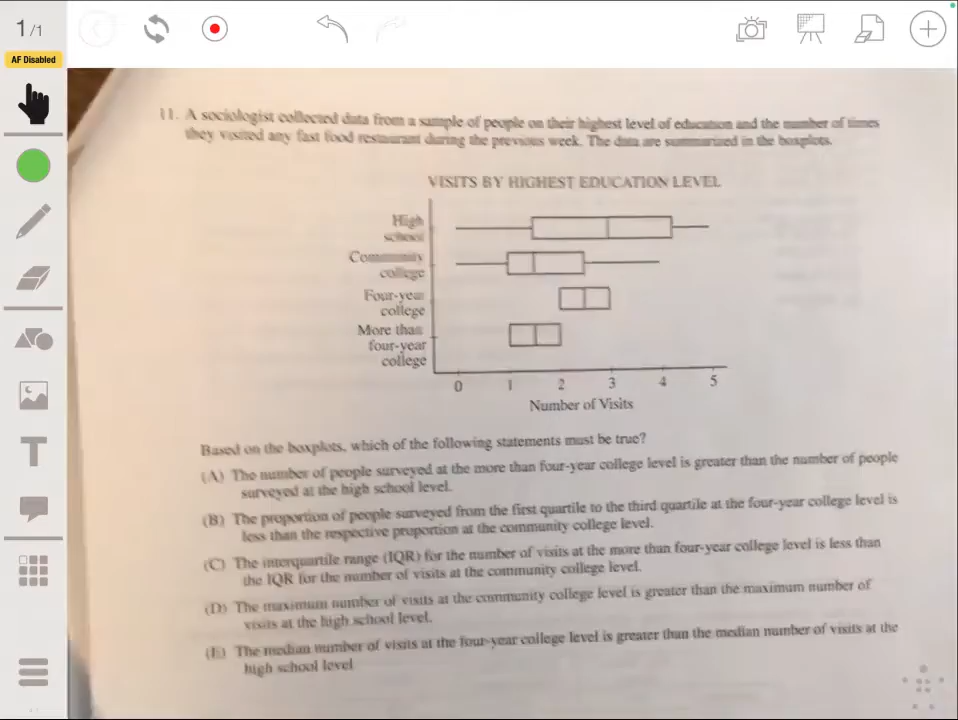 1/1
AF Disabled
11. A sociologist collected data from a sample of people on their highest level of education and the number of times
they visited any fast food restaurant during the previous week. The data are summarized in the boxplots.
VISITS BY HIGHEST EDUCATION LEVEL
High
school
Community
college
Four-year
college
More than
four-year
college
0 1 2 3 4 5
Number of Visits
Based on the boxplots, which of the following statements must be true?
(A) The number of people surveyed at the more than four-year college level is greater than the number of people
surveyed at the high school level.
(B) The proportion of people surveyed from the first quartile to the third quartile at the four-year college level is
less than the respective proportion at the community college level.
(C) The interquartile range (IQR) for the number of visits at the more than four-year college level is less than
the IQR for the number of visits at the community college level.
(D) The maximum number of visits at the community college level is greater than the maximum number of
visits at the high school level.
(E) The median number of visits at the four-year college level is greater than the median number of visits at the
high school level
T